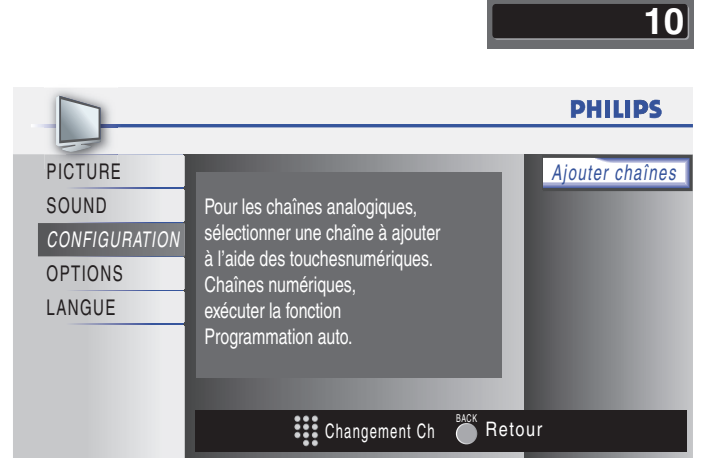 10
PHILIPS
PICTURE
SOUND
CONFIGURATION
OPTIONS
LANGUE
Pour les chaînes analogiques,
sélectionner une chaîne à ajouter
à l'aide des touchesnumériques.
Chaînes numériques,
exécuter la fonction
Programmation auto.
Ajouter chaînes
Changement Ch BACK Retour